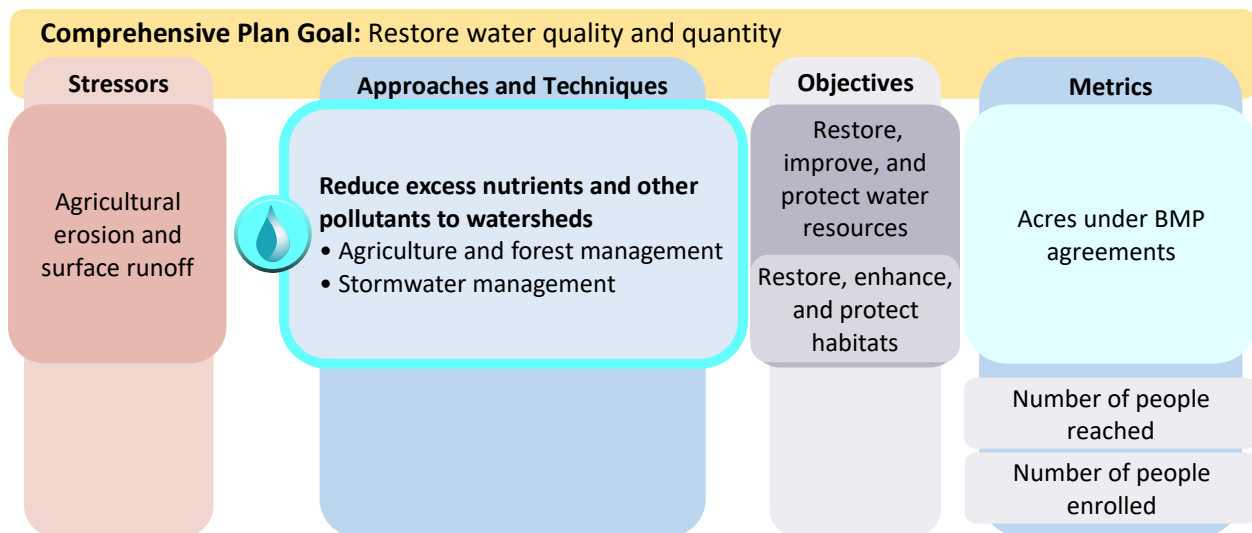 Comprehensive Plan Goal: Restore water quality and quantity
Stressors
Agricultural
erosion and
surface runoff
Approaches and Techniques
Reduce excess nutrients and other
pollutants to watersheds
• Agriculture and forest management
• Stormwater management
Objectives
Restore,
improve, and
protect water
resources
Restore, enhance,
and protect
habitats
Metrics
Acres under BMP
agreements
Number of people
reached
Number of people
enrolled